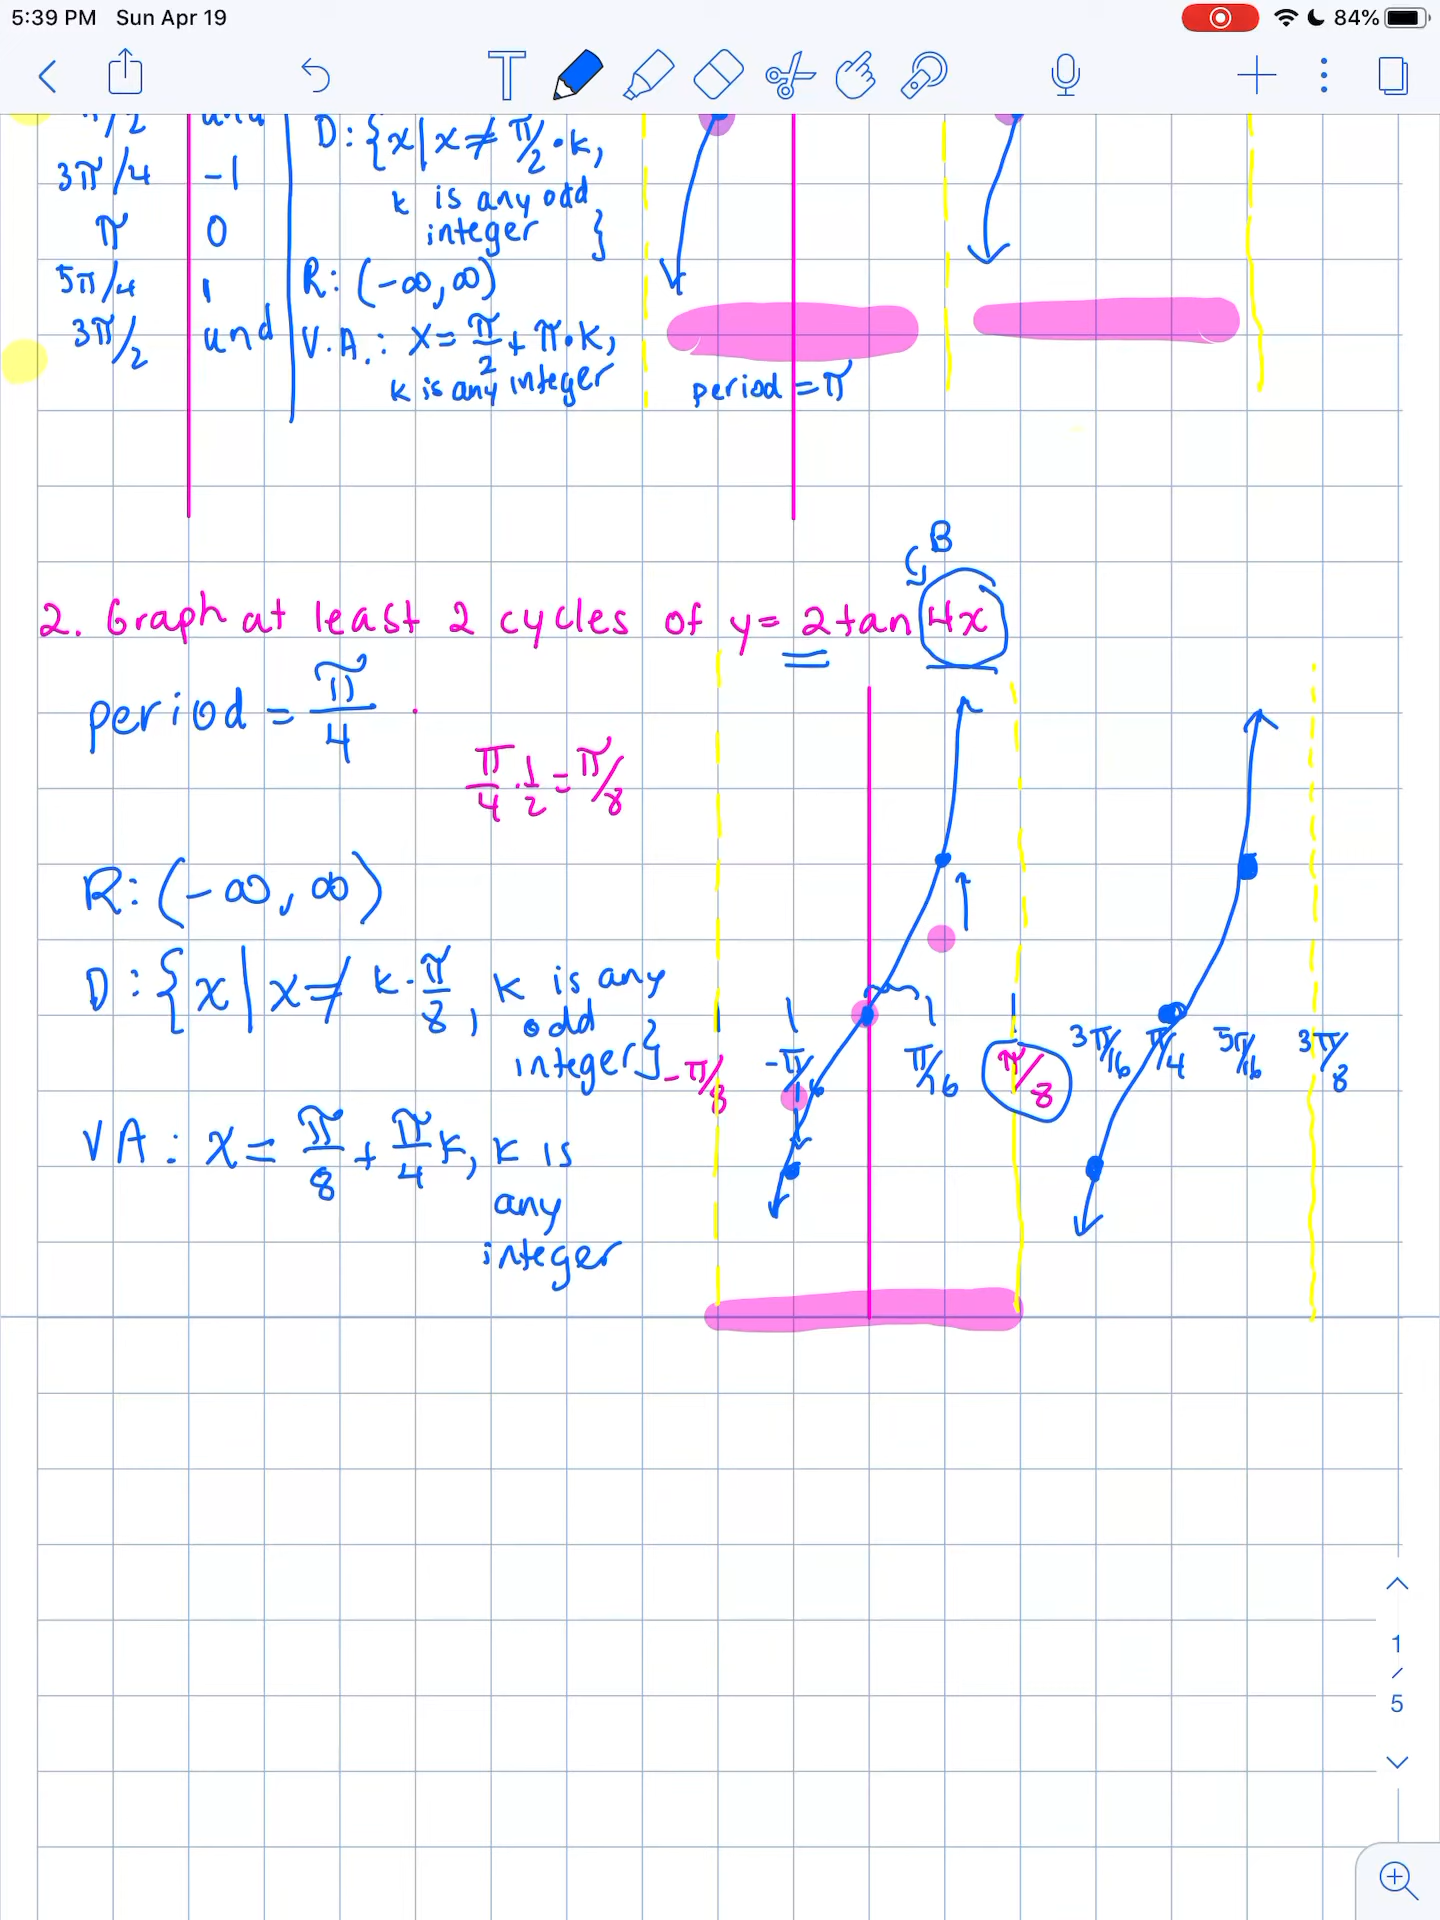 5:39 PM Sun Apr 19
84%
π/2 und
3π/4 -1
π 0
5π/4 1
3π/2 und
D: {x | x ≠ π/2 • k,
k is any odd
integer }
R: (-∞, ∞)
V.A.: x = π/2 + π•k,
k is any integer
period = π
B
2. Graph at least 2 cycles of y = 2tan 4x
period = π/4
π/4 · 1/2 = π/8
R: (-∞, ∞)
D: {x | x ≠ k · π/8, k is any
odd
integer}
VA: x = π/8 + π/4 k, k is
any
integer
-π/8 -π/16 π/16 π/8 3π/16 π/4 5π/16 3π/8
1
/
5